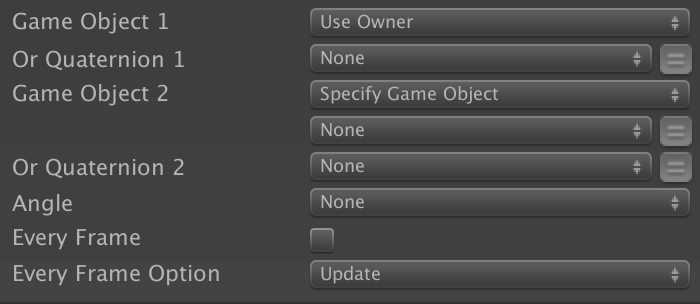 Game Object 1 Use Owner
Or Quaternion 1 None
Game Object 2 Specify Game Object
None
Or Quaternion 2 None
Angle None
Every Frame
Every Frame Option Update